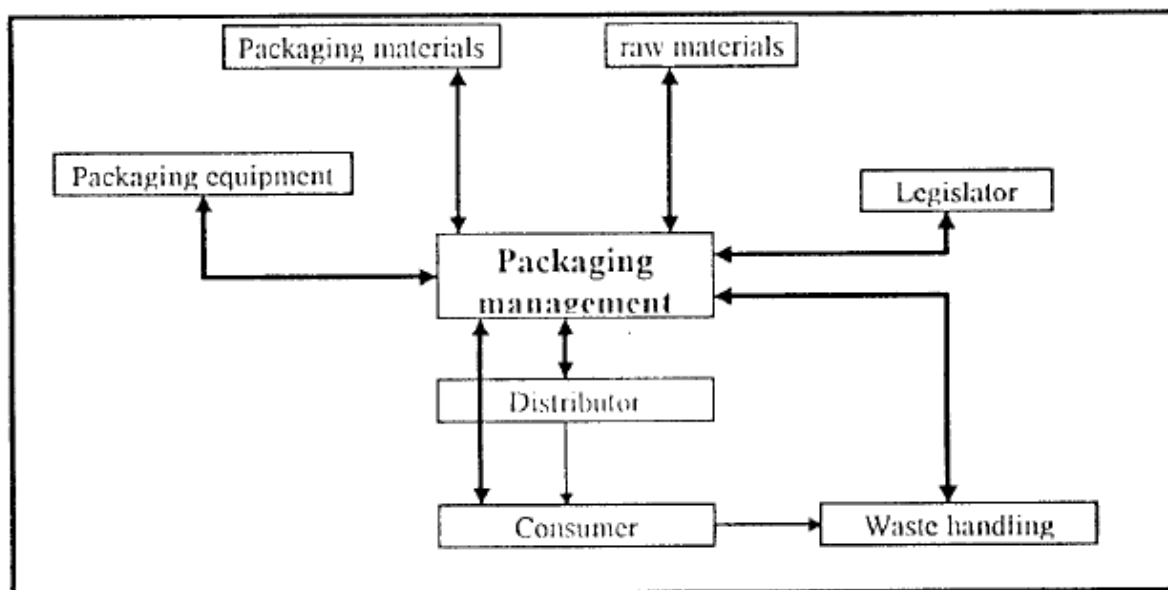 Packaging materials
raw materials
Packaging equipment
Legislator
Packaging
management
Distributor
Consumer
Waste handling